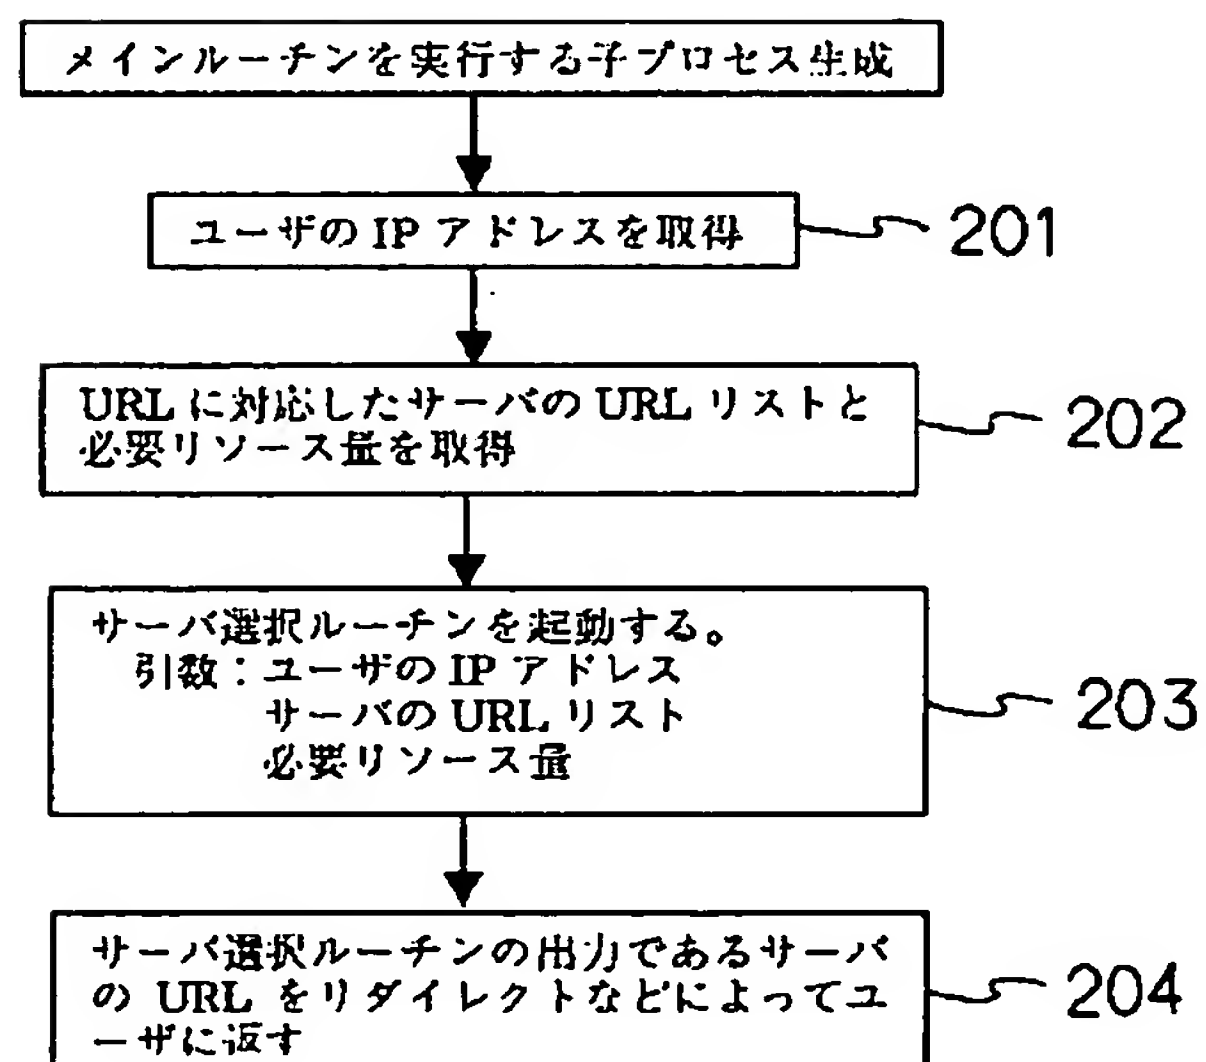 メインルーチンを実行する子プロセス生成
ユーザの IP アドレスを取得
201
URL に対応したサーバの URL リストと
必要リソース量を取得
202
サーバ選択ルーチンを起動する。
引数：ユーザの IP アドレス
サーバの URL リスト
必要リソース量
203
サーバ選択ルーチンの出力であるサーバ
の URL をリダイレクトなどによってユ
ーザに返す
204